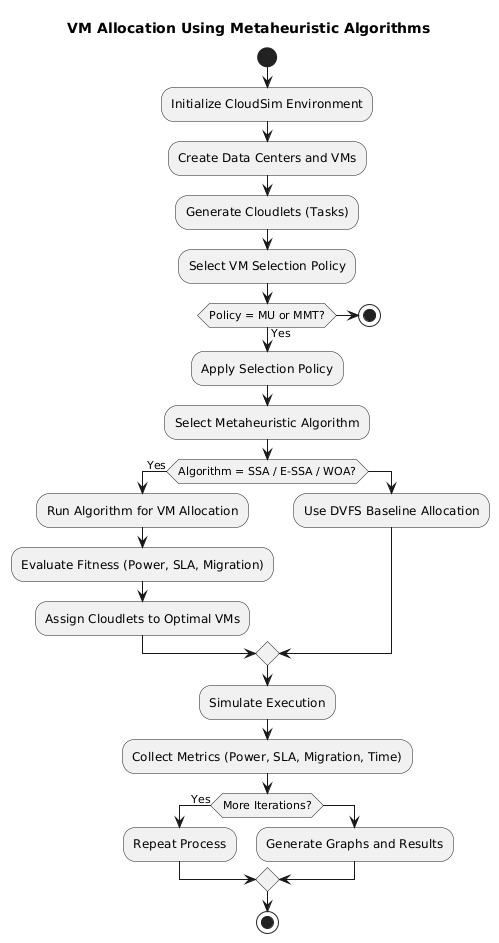 VM Allocation Using Metaheuristic Algorithms
Initialize CloudSim Environment
Create Data Centers and VMs
Generate Cloudlets (Tasks)
Select VM Selection Policy
Policy = MU or MMT?
Yes
Apply Selection Policy
Select Metaheuristic Algorithm
Yes
Algorithm = SSA / E-SSA / WOA?
Run Algorithm for VM Allocation
Use DVFS Baseline Allocation
Evaluate Fitness (Power, SLA, Migration)
Assign Cloudlets to Optimal VMs
Simulate Execution
Collect Metrics (Power, SLA, Migration, Time)
Yes
More Iterations?
Repeat Process
Generate Graphs and Results